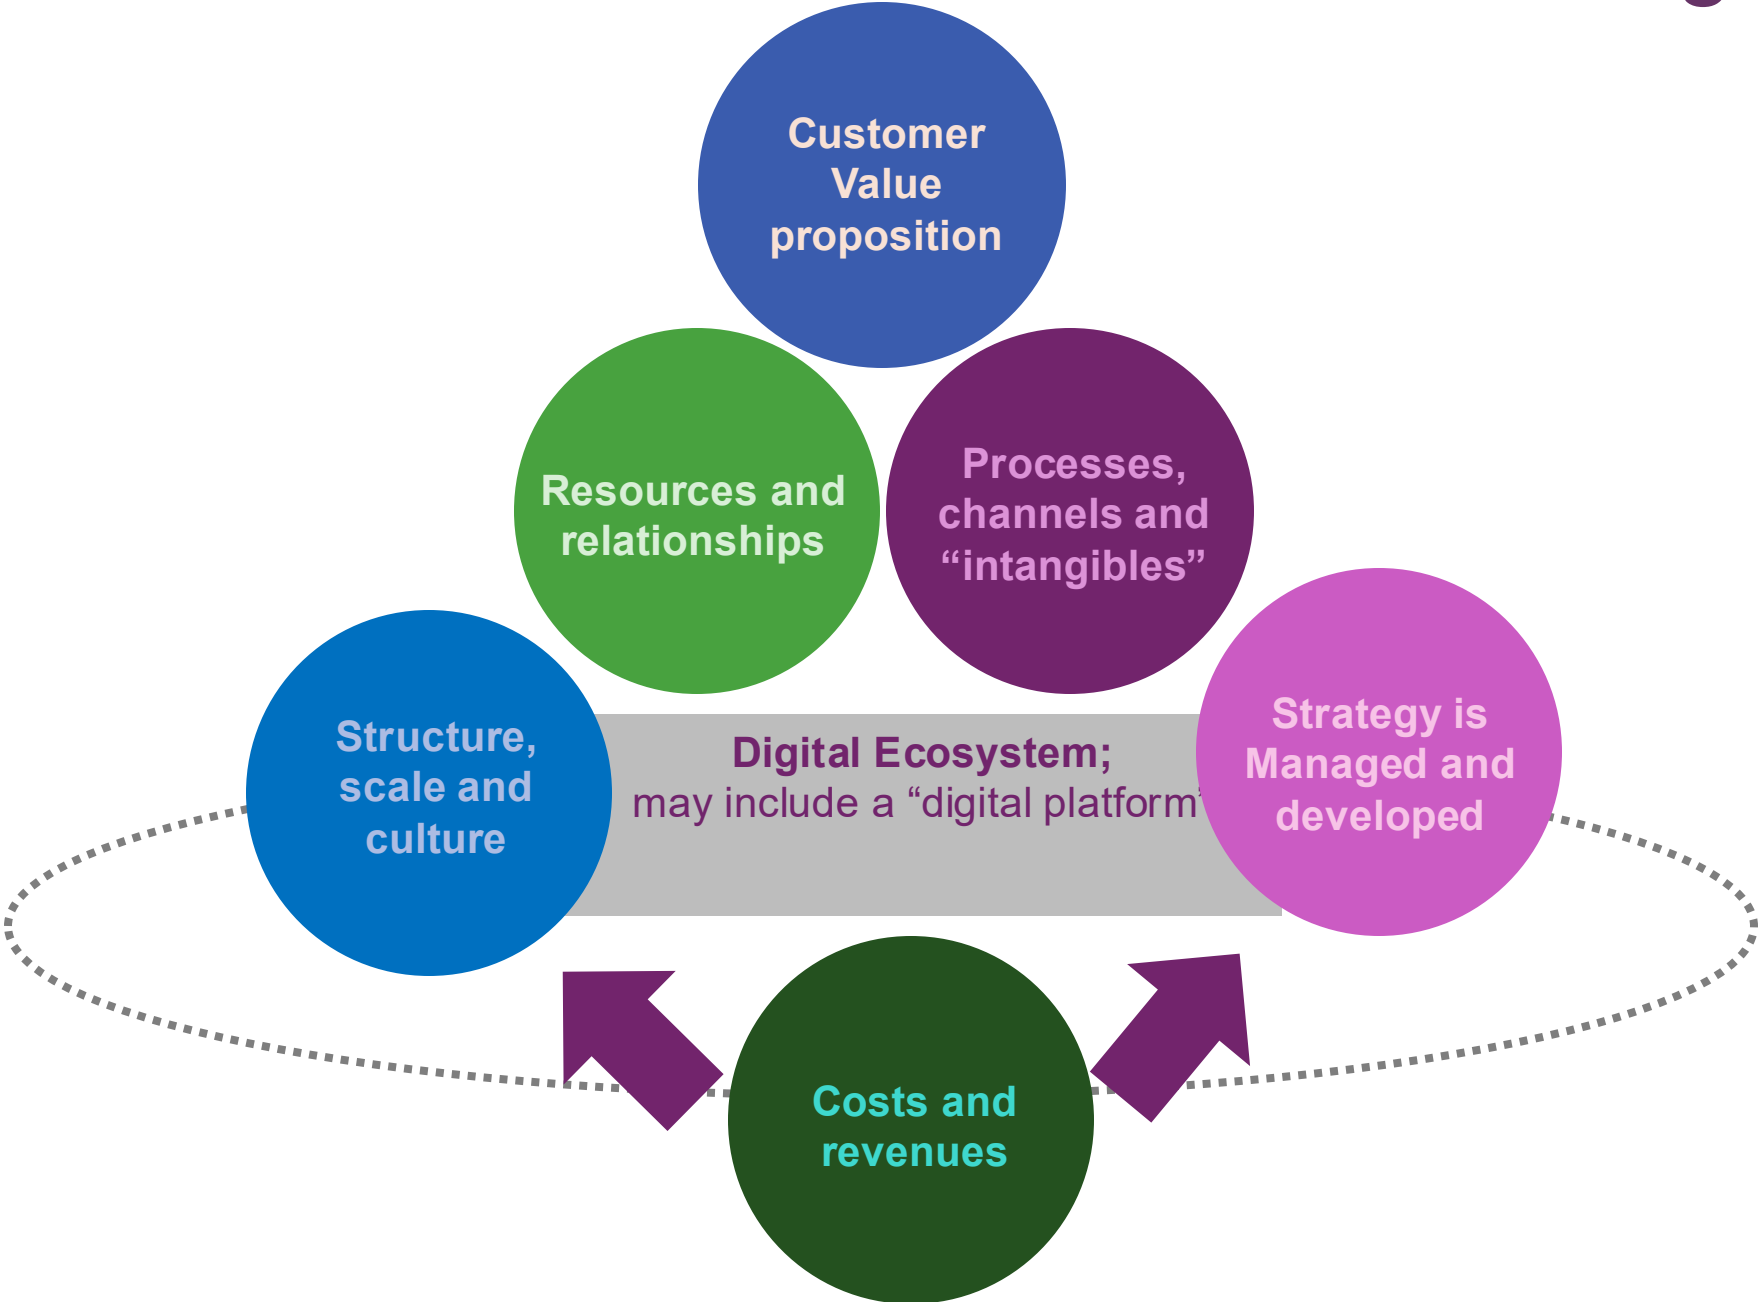 Customer
Value
proposition
Resources and
relationships
Processes,
channels and
“intangibles”
Structure,
scale and
culture
Digital Ecosystem;
may include a “digital platform”
Strategy is
Managed and
developed
Costs and
revenues